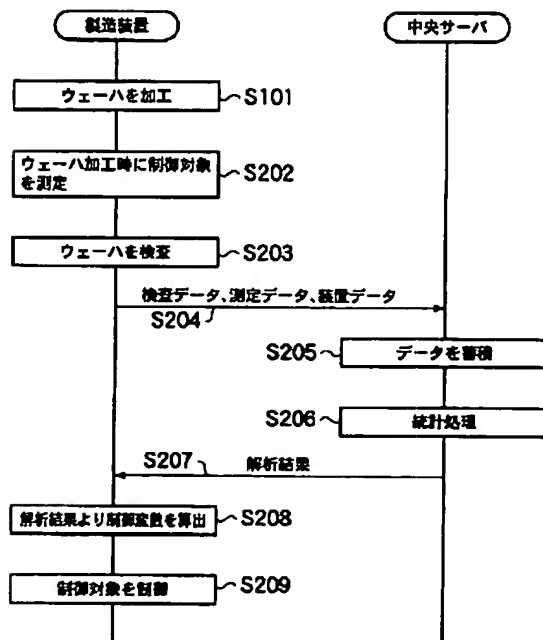 製造装置
中央サーバ
ウェーハを加工
S101
ウェーハ加工時に制御対象
を測定
S202
ウェーハを検査
S203
検査データ、測定データ、装置データ
S204
S205
データを蓄積
S206
統計処理
S207
解析結果
解析結果より制御変数を算出
S208
制御対象を制御
S209